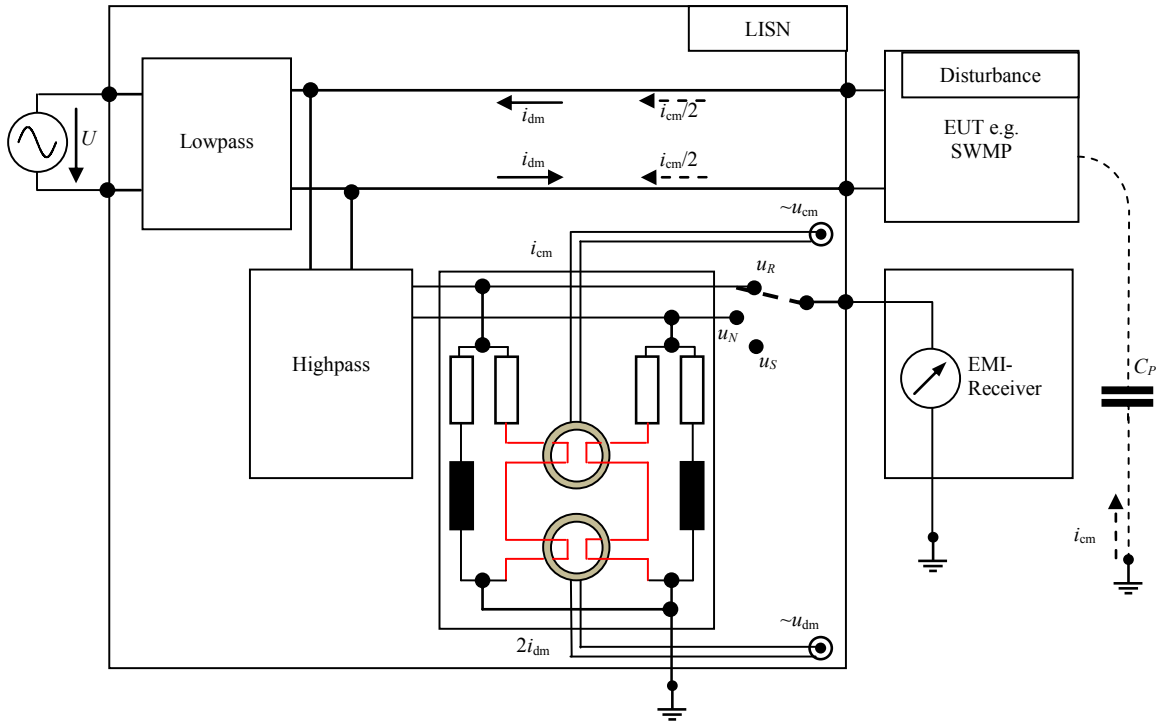 LISN
Disturbance
EUT e.g.
SWMP
U
Lowpass
i_dm
i_cm/2
i_dm
i_cm/2
~u_cm
i_cm
u_R
u_N
u_S
Highpass
EMI-
Receiver
C_P
i_cm
~u_dm
2i_dm